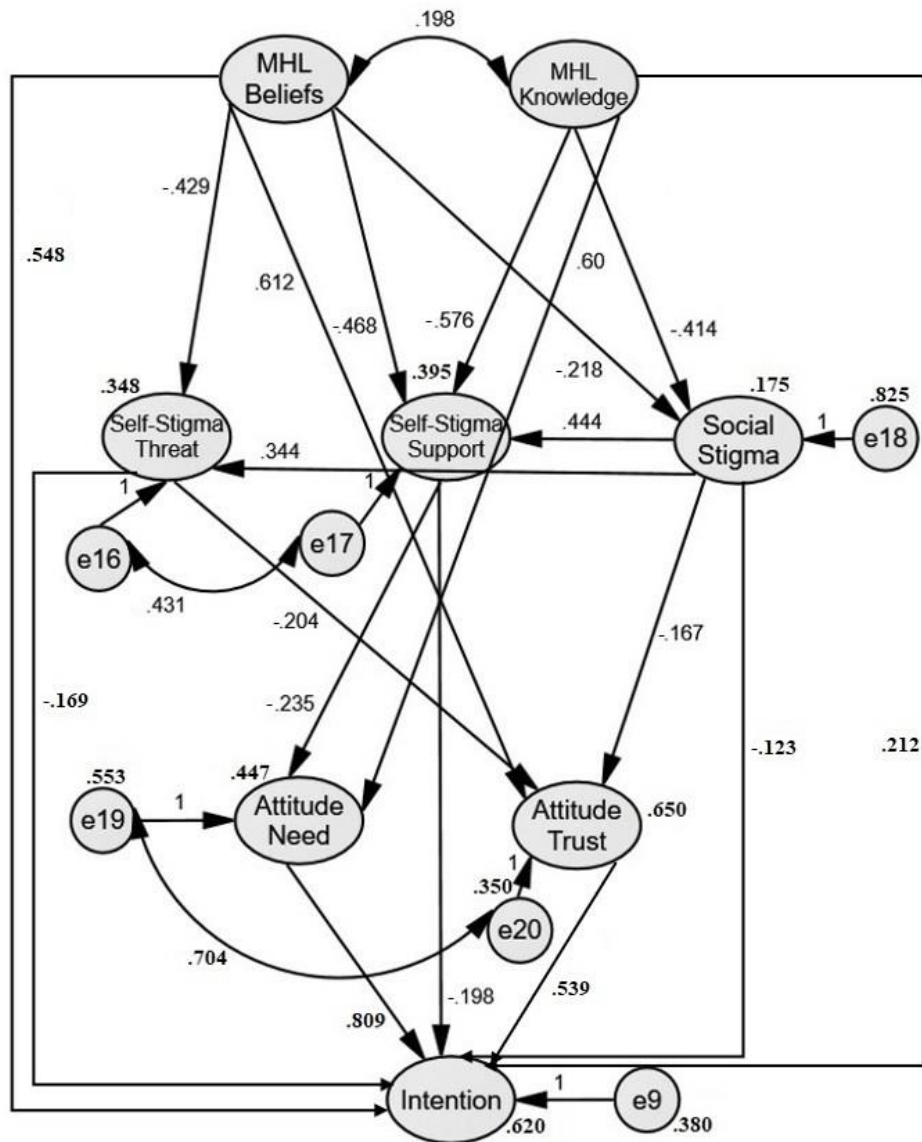 .198
MHL
Beliefs
MHL
Knowledge
-.429
.548
.612
.60
-.468
-.576
-.414
-.218
.348
.395
.175
.825
Self-Stigma
Threat
Self-Stigma
Support
.444
Social
Stigma
1
e18
.344
1
1
e16
e17
.431
-.204
-.167
-.169
-.235
-.123
.212
.553
.447
e19
1
Attitude
Need
Attitude
Trust
.650
1
.350
e20
.704
-.198
.539
.809
Intention
1
e9
.620
.380